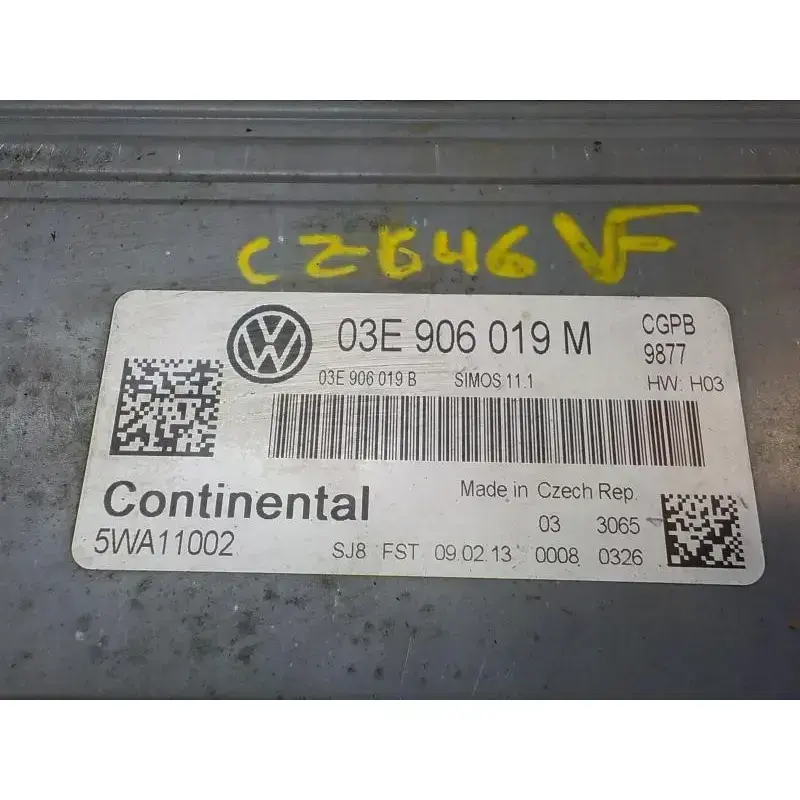 CZ646 VF
03E 906 019 M
CGPB
9877
03E 906 019 B SIMOS 11.1 HW: H03
Continental
Made in Czech Rep.
03 3065
5WA11002
SJ8 FST 09.02.13 0008 0326